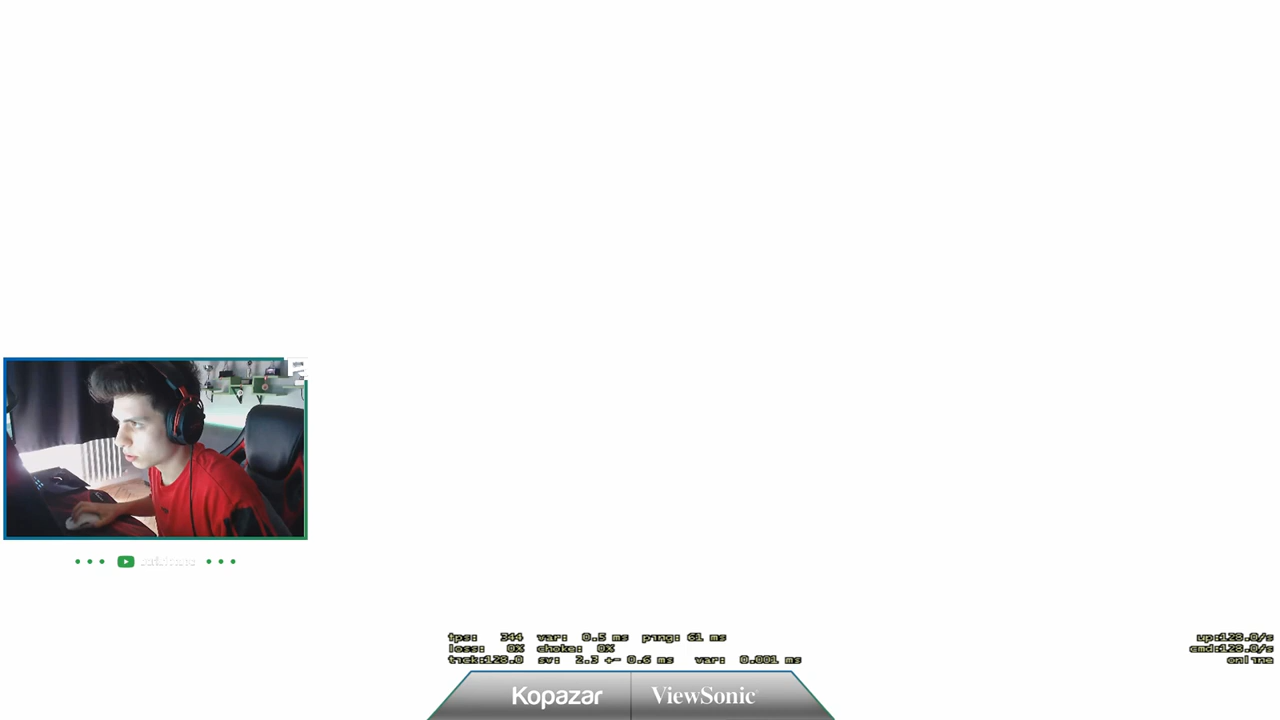 fps: 344 var: 0.5 ms ping: 61 ms
loss: 0% choke: 0%
tick:128.0 sv: 2.3 +- 0.6 ms var: 0.001 ms
up:128.0/s
cmd:128.0/s
online
Kopazar
ViewSonic